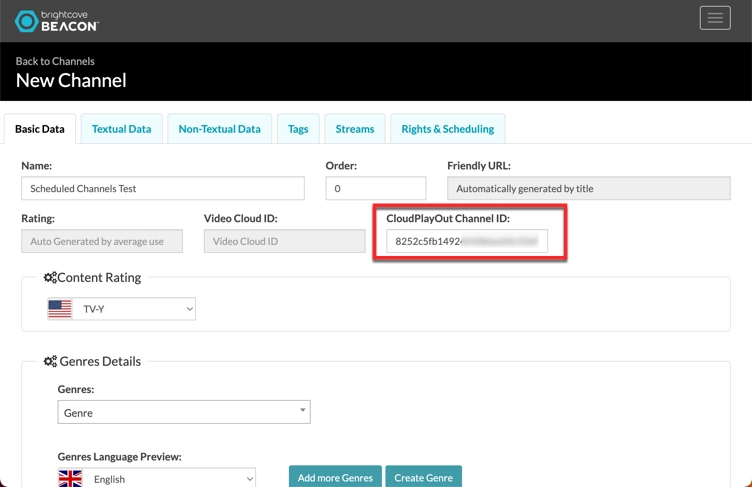 brightcove
BEACON™
Back to Channels
New Channel
Basic Data
Textual Data
Non-Textual Data
Tags
Streams
Rights & Scheduling
Name:
Order:
Friendly URL:
Scheduled Channels Test
0
Automatically generated by title
Rating:
Video Cloud ID:
CloudPlayOut Channel ID:
Auto Generated by average use
Video Cloud ID
8252c5fb1492
Content Rating
TV-Y
Genres Details
Genres:
Genre
Genres Language Preview:
English
Add more Genres
Create Genre